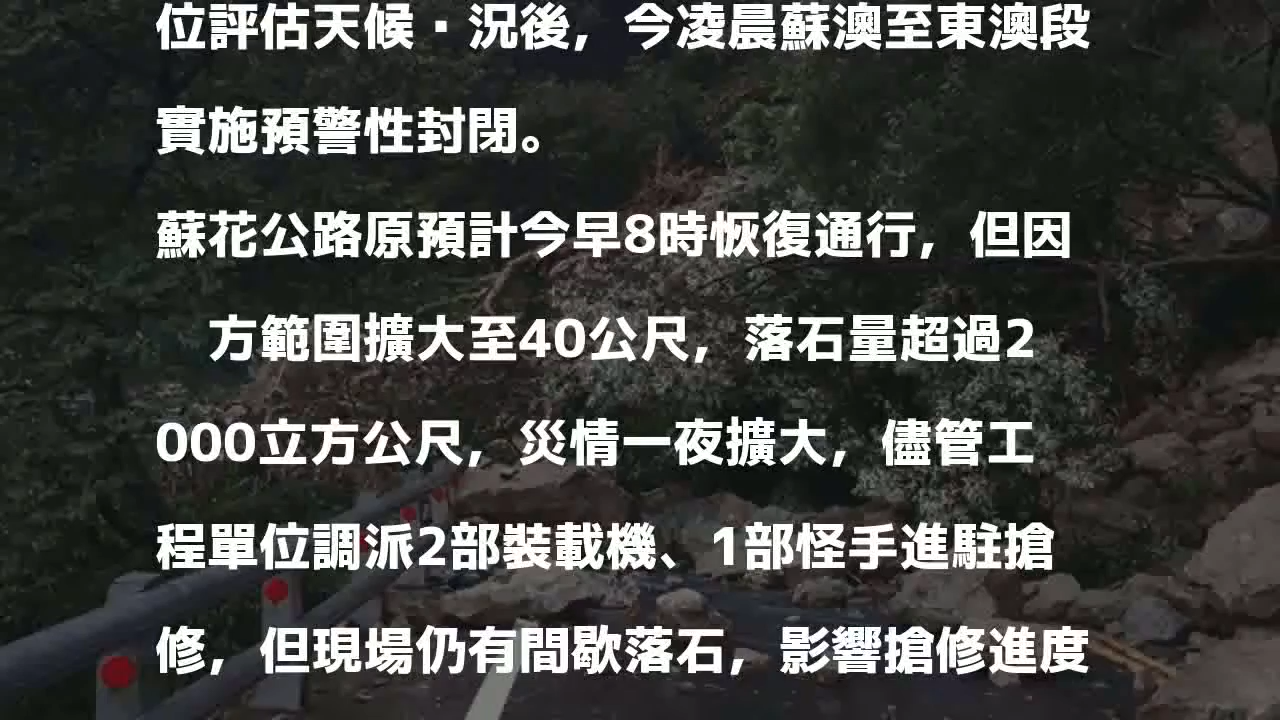 位評估天候·況後，今凌晨蘇澳至東澳段
實施預警性封閉。
蘇花公路原預計今早8時恢復通行，但因
方範圍擴大至40公尺，落石量超過2
000立方公尺，災情一夜擴大，儘管工
程單位調派2部裝載機、1部怪手進駐搶
修，但現場仍有間歇落石，影響搶修進度